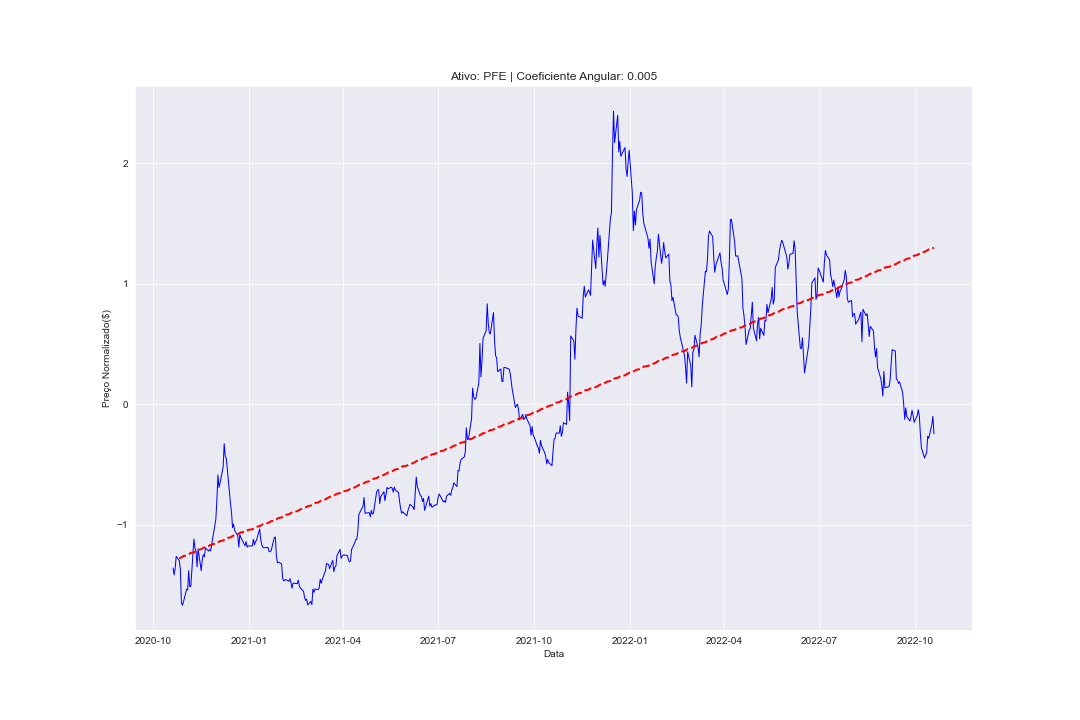 Ativo: PFE | Coeficiente Angular: 0.005
Preço Normalizado($)
2
1
0
−1
2020-10 2021-01 2021-04 2021-07 2021-10 2022-01 2022-04 2022-07 2022-10
Data